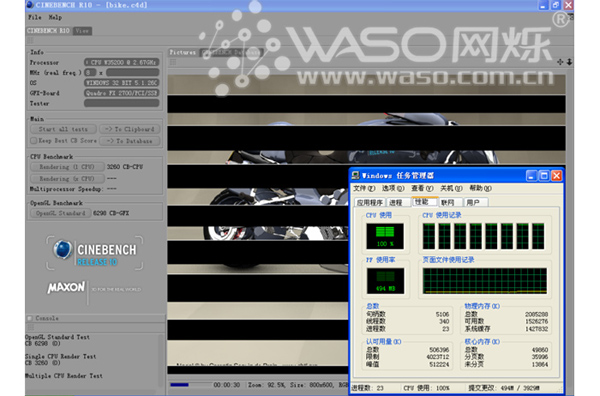 CINEBENCH R10 - [bike.c4d]
WASO网烁®
www.waso.com.cn
File Help
CINEBENCH R10 View
Info
Processor
MHz (real freq.)
OS WINDOWS 32 BIT 5.1.260
GFX-Board Quadro FX 2700/PCI/SSE
Tester
Main
Start all tests -> To Clipboard
Keep Best CB Score -> To Database
CPU Benchmark
Rendering (1 CPU) 3260 CB-CPU
Rendering (x CPU) ---
Multiprocessor Speedup: ---
OpenGL Benchmark
OpenGL Standard 6298 CB-GFX
CINEBENCH
RELEASE 10
MAXON 3D FOR THE REAL WORLD
Console
OpenGL Standard Test
CB 6298 (0)
Single CPU Render Test
CB 3260 (0)
Multiple CPU Render Test
Pictures
00:00:30 Zoom: 92.5%, Size: 800x600, RGB
Windows 任务管理器
文件(F) 选项(O) 查看(V) 关机(U) 帮助(H)
应用程序 进程 性能 联网 用户
CPU 使用 CPU 使用记录
100 %
PF 使用率 页面文件使用记录
494 MB
总数
句柄数 5106
线程数 340
进程数 23
物理内存(K)
总数 2085288
可用数 1526276
系统缓存 1427832
认可用量(K)
总数 506396
限制 4023712
峰值 512224
核心内存(K)
总数 49860
分页数 35996
未分页 13864
进程数: 23 CPU 使用: 100% 提交更改: 494M / 3929M